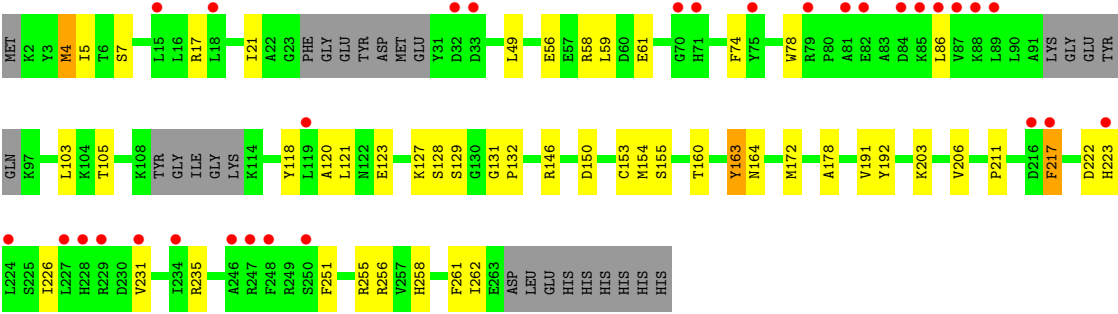 MET K2 Y3 M4 I5 T6 S7 L15 L16 R17 L18 I21 A22 G23 PHE GLY GLU TYR ASP MET GLU Y31 D32 D33 L49 E56 E57 R58 L59 D60 E61 G70 H71 F74 Y75 W78 R79 P80 A81 E82 A83 D84 K85 L86 V87 K88 L89 L90 A91 LYS GLY GLU TYR
GLN K97 L103 K104 T105 K108 TYR GLY ILE GLY LYS K114 Y118 L119 A120 L121 N122 E123 K127 S128 S129 G130 G131 P132 R146 D150 C153 M154 S155 T160 Y163 N164 M172 A178 V191 Y192 K203 V206 P211 D216 F217 D222 H223
L224 S225 I226 L227 H228 R229 D230 V231 I234 R235 A246 R247 F248 R249 S250 F251 R255 R256 V257 H258 F261 I262 E263 ASP LEU GLU HIS HIS HIS HIS HIS HIS